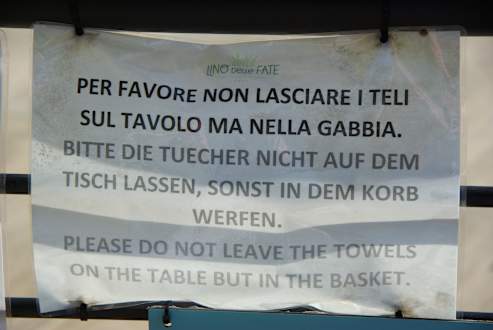 LINO delle FATE
PER FAVORE NON LASCIARE I TELI
SUL TAVOLO MA NELLA GABBIA.
BITTE DIE TUECHER NICHT AUF DEM
TISCH LASSEN, SONST IN DEM KORB
WERFEN.
PLEASE DO NOT LEAVE THE TOWELS
ON THE TABLE BUT IN THE BASKET.